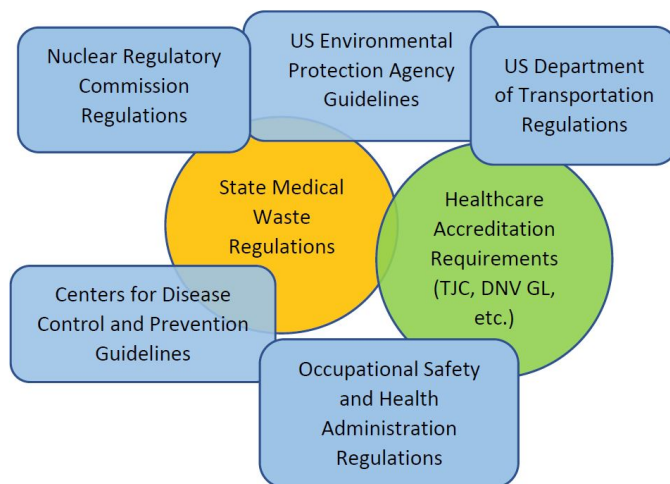 Nuclear Regulatory
Commission
Regulations
US Environmental
Protection Agency
Guidelines
US Department
of Transportation
Regulations
State Medical
Waste
Regulations
Healthcare
Accreditation
Requirements
(TJC, DNV GL,
etc.)
Centers for Disease
Control and Prevention
Guidelines
Occupational Safety
and Health
Administration
Regulations